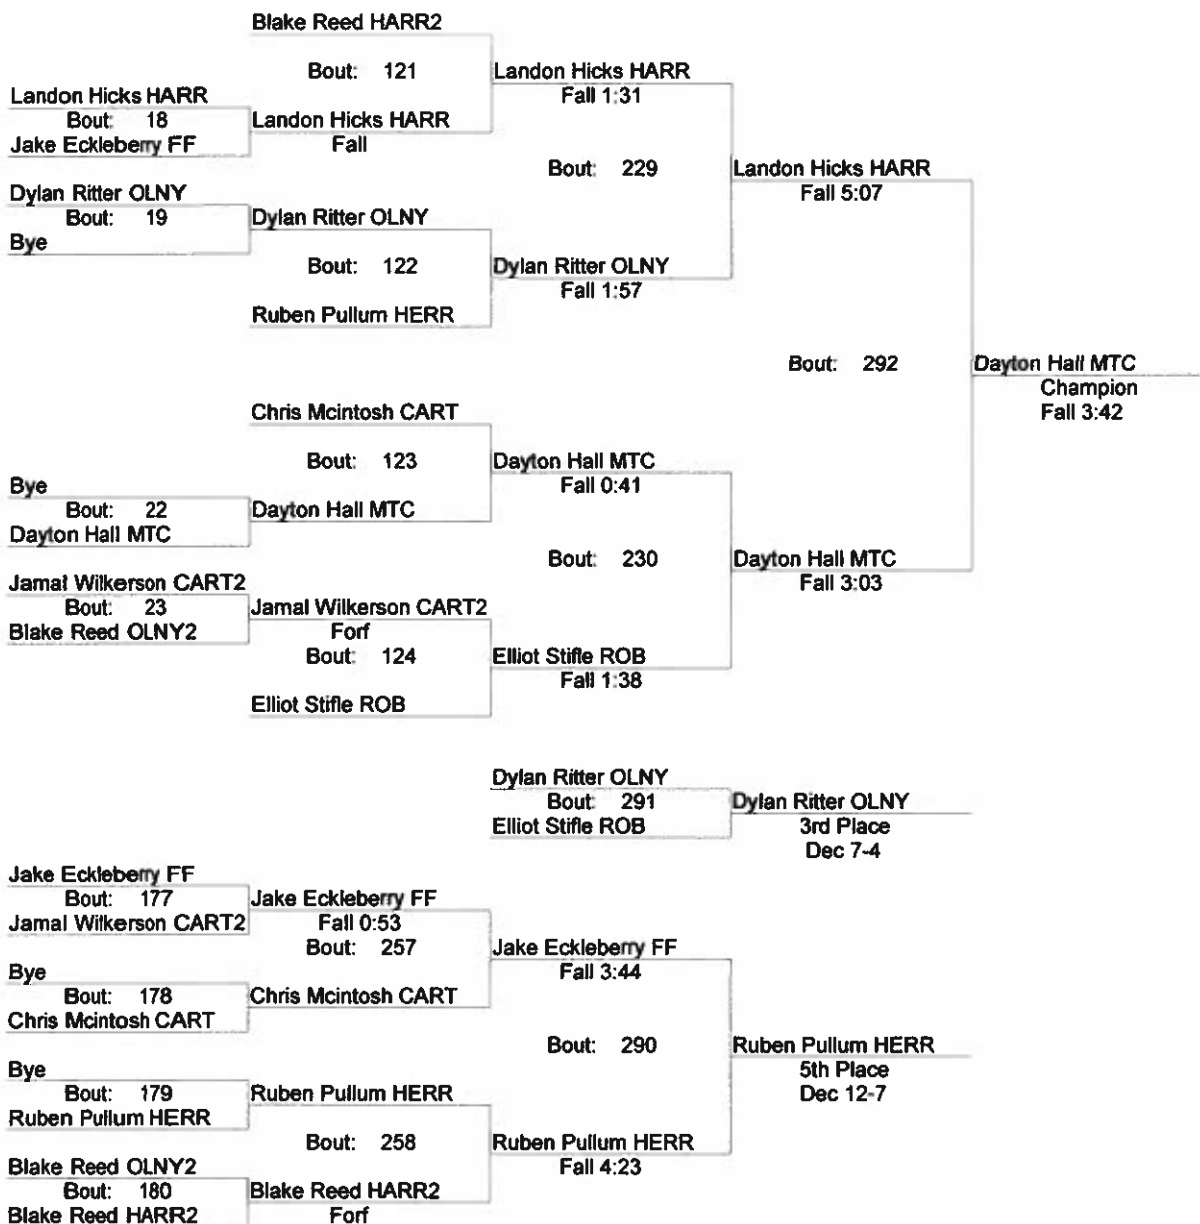 Blake Reed HARR2
Bout: 121
Landon Hicks HARR
Fall 1:31
Landon Hicks HARR
Bout: 18
Jake Eckleberry FF
Landon Hicks HARR
Fall
Bout: 229
Landon Hicks HARR
Fall 5:07
Dylan Ritter OLNY
Bout: 19
Bye
Dylan Ritter OLNY
Bout: 122
Dylan Ritter OLNY
Fall 1:57
Ruben Pullum HERR
Bout: 292
Dayton Hall MTC
Champion
Fall 3:42
Chris Mcintosh CART
Bout: 123
Dayton Hall MTC
Fall 0:41
Bye
Bout: 22
Dayton Hall MTC
Dayton Hall MTC
Bout: 230
Dayton Hall MTC
Fall 3:03
Jamal Wilkerson CART2
Bout: 23
Blake Reed OLNY2
Jamal Wilkerson CART2
Forf
Bout: 124
Elliot Stifle ROB
Fall 1:38
Elliot Stifle ROB
Dylan Ritter OLNY
Bout: 291
Elliot Stifle ROB
Dylan Ritter OLNY
3rd Place
Dec 7-4
Jake Eckleberry FF
Bout: 177
Jamal Wilkerson CART2
Jake Eckleberry FF
Fall 0:53
Bout: 257
Jake Eckleberry FF
Fall 3:44
Bye
Bout: 178
Chris Mcintosh CART
Chris Mcintosh CART
Bout: 290
Ruben Pullum HERR
5th Place
Dec 12-7
Bye
Bout: 179
Ruben Pullum HERR
Ruben Pullum HERR
Bout: 258
Ruben Pullum HERR
Fall 4:23
Blake Reed OLNY2
Bout: 180
Blake Reed HARR2
Blake Reed HARR2
Forf